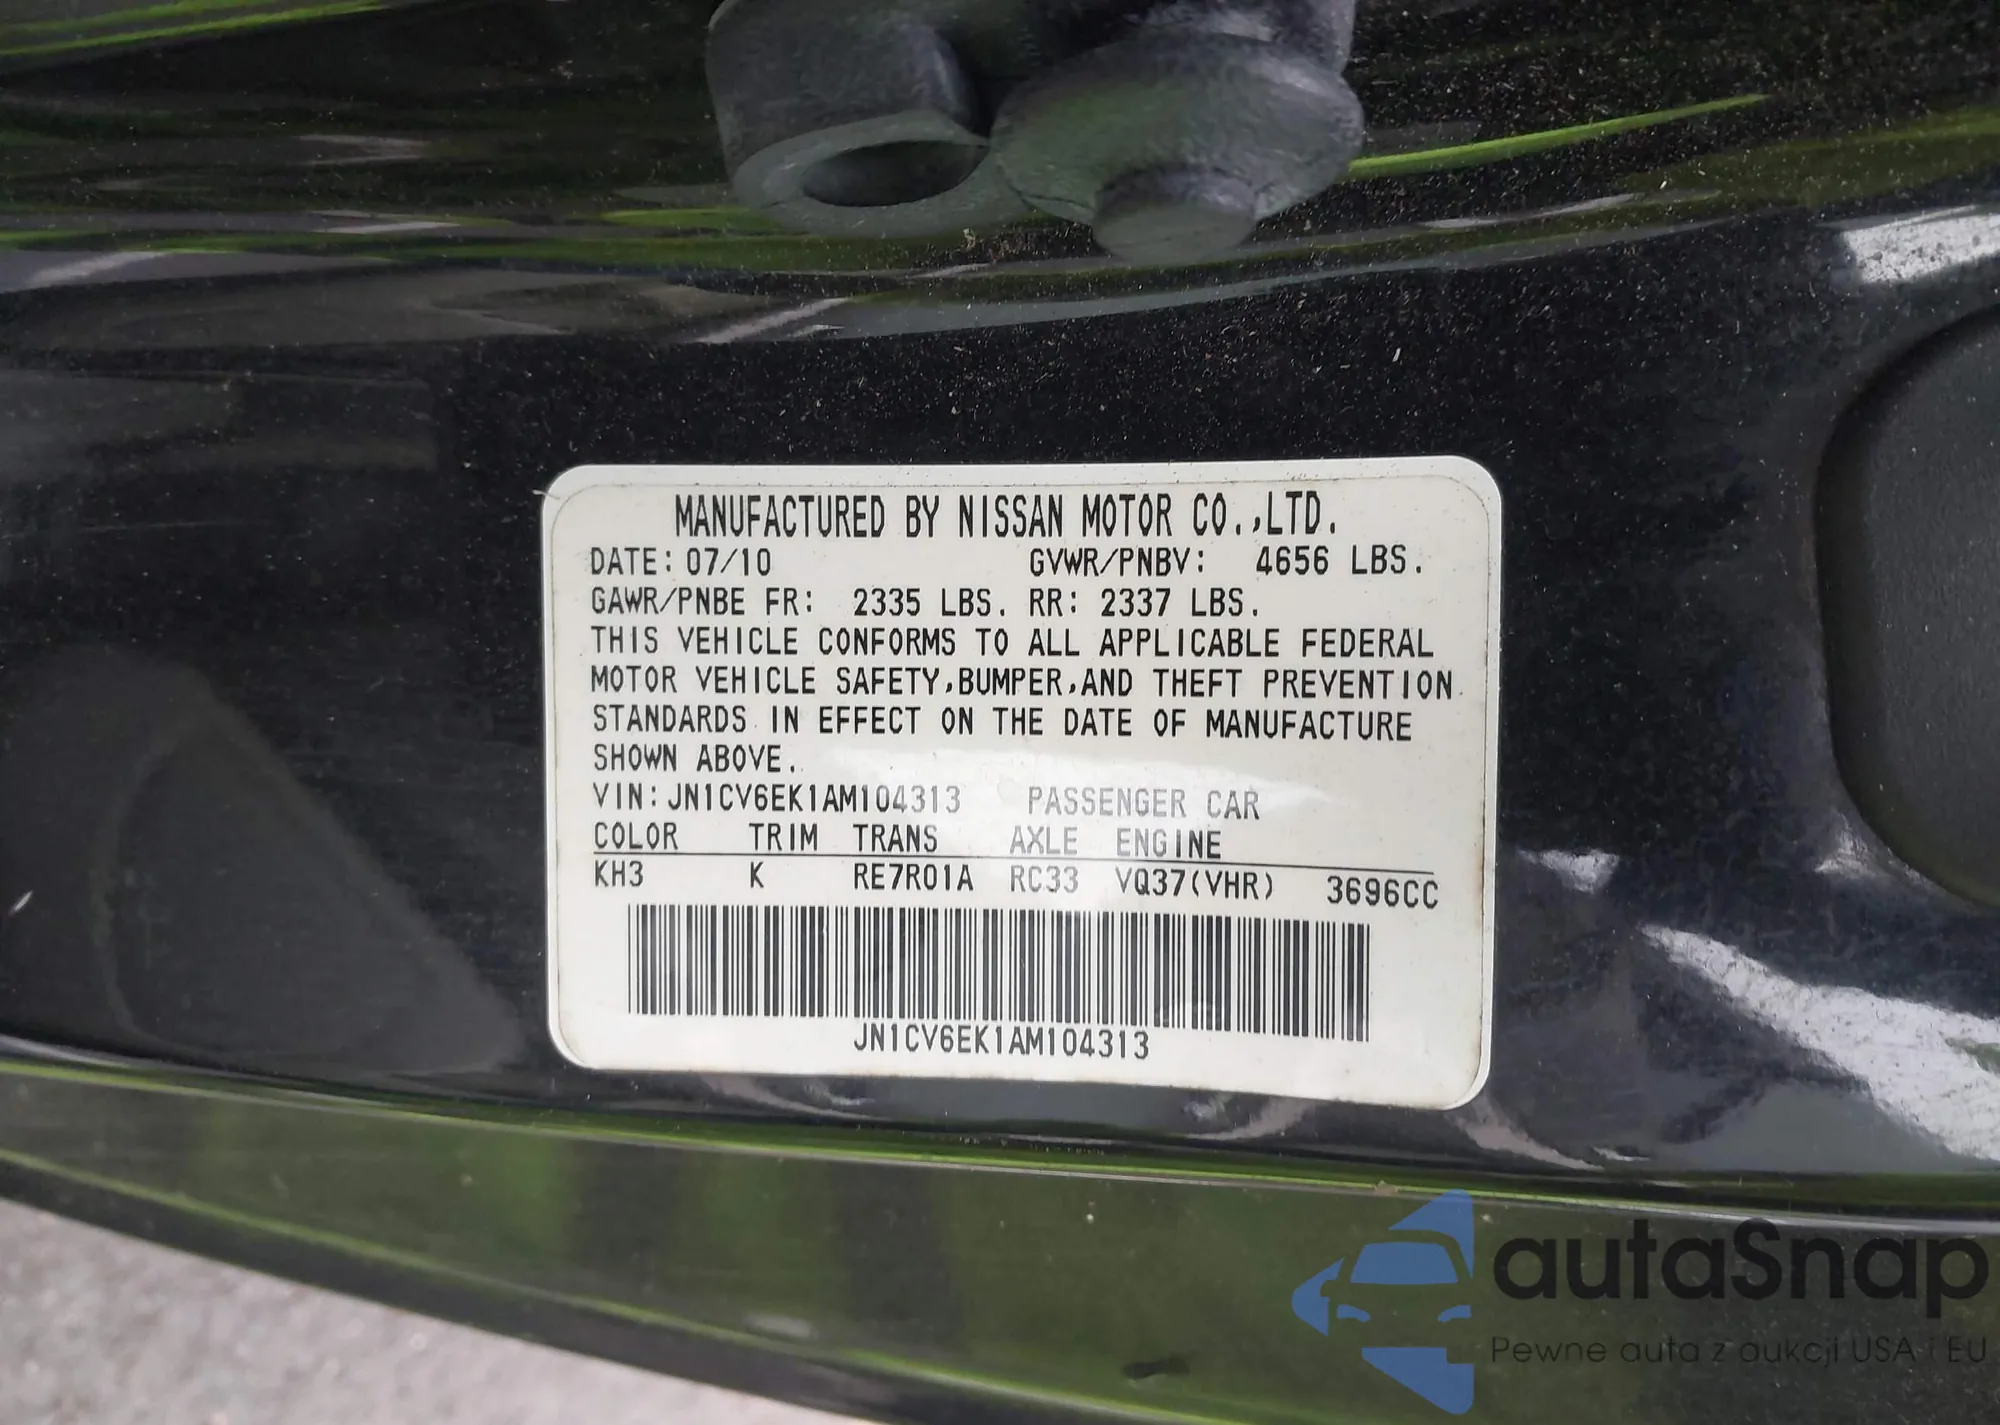 MANUFACTURED BY NISSAN MOTOR CO.,LTD.
DATE: 07/10 GVWR/PNBV: 4656 LBS.
GAWR/PNBE FR: 2335 LBS. RR: 2337 LBS.
THIS VEHICLE CONFORMS TO ALL APPLICABLE FEDERAL
MOTOR VEHICLE SAFETY,BUMPER,AND THEFT PREVENTION
STANDARDS IN EFFECT ON THE DATE OF MANUFACTURE
SHOWN ABOVE.
VIN: JN1CV6EK1AM104313 PASSENGER CAR
COLOR TRIM TRANS AXLE ENGINE
KH3 K RE7R01A RC33 VQ37(VHR) 3696CC
JN1CV6EK1AM104313
autaSnap
Pewne auta z aukcji USA i EU